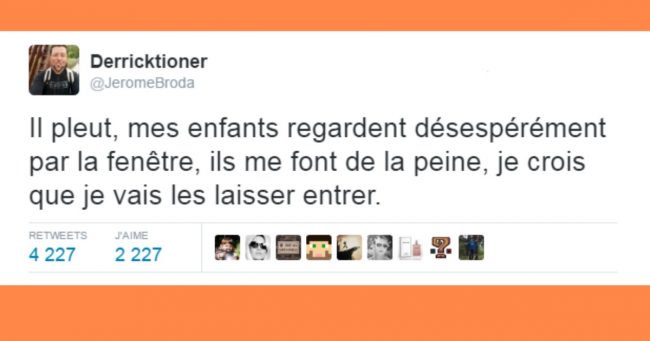 Derricktioner
@JeromeBroda
Il pleut, mes enfants regardent désespérément
par la fenêtre, ils me font de la peine, je crois
que je vais les laisser entrer.
RETWEETS J'AIME
4 227 2 227